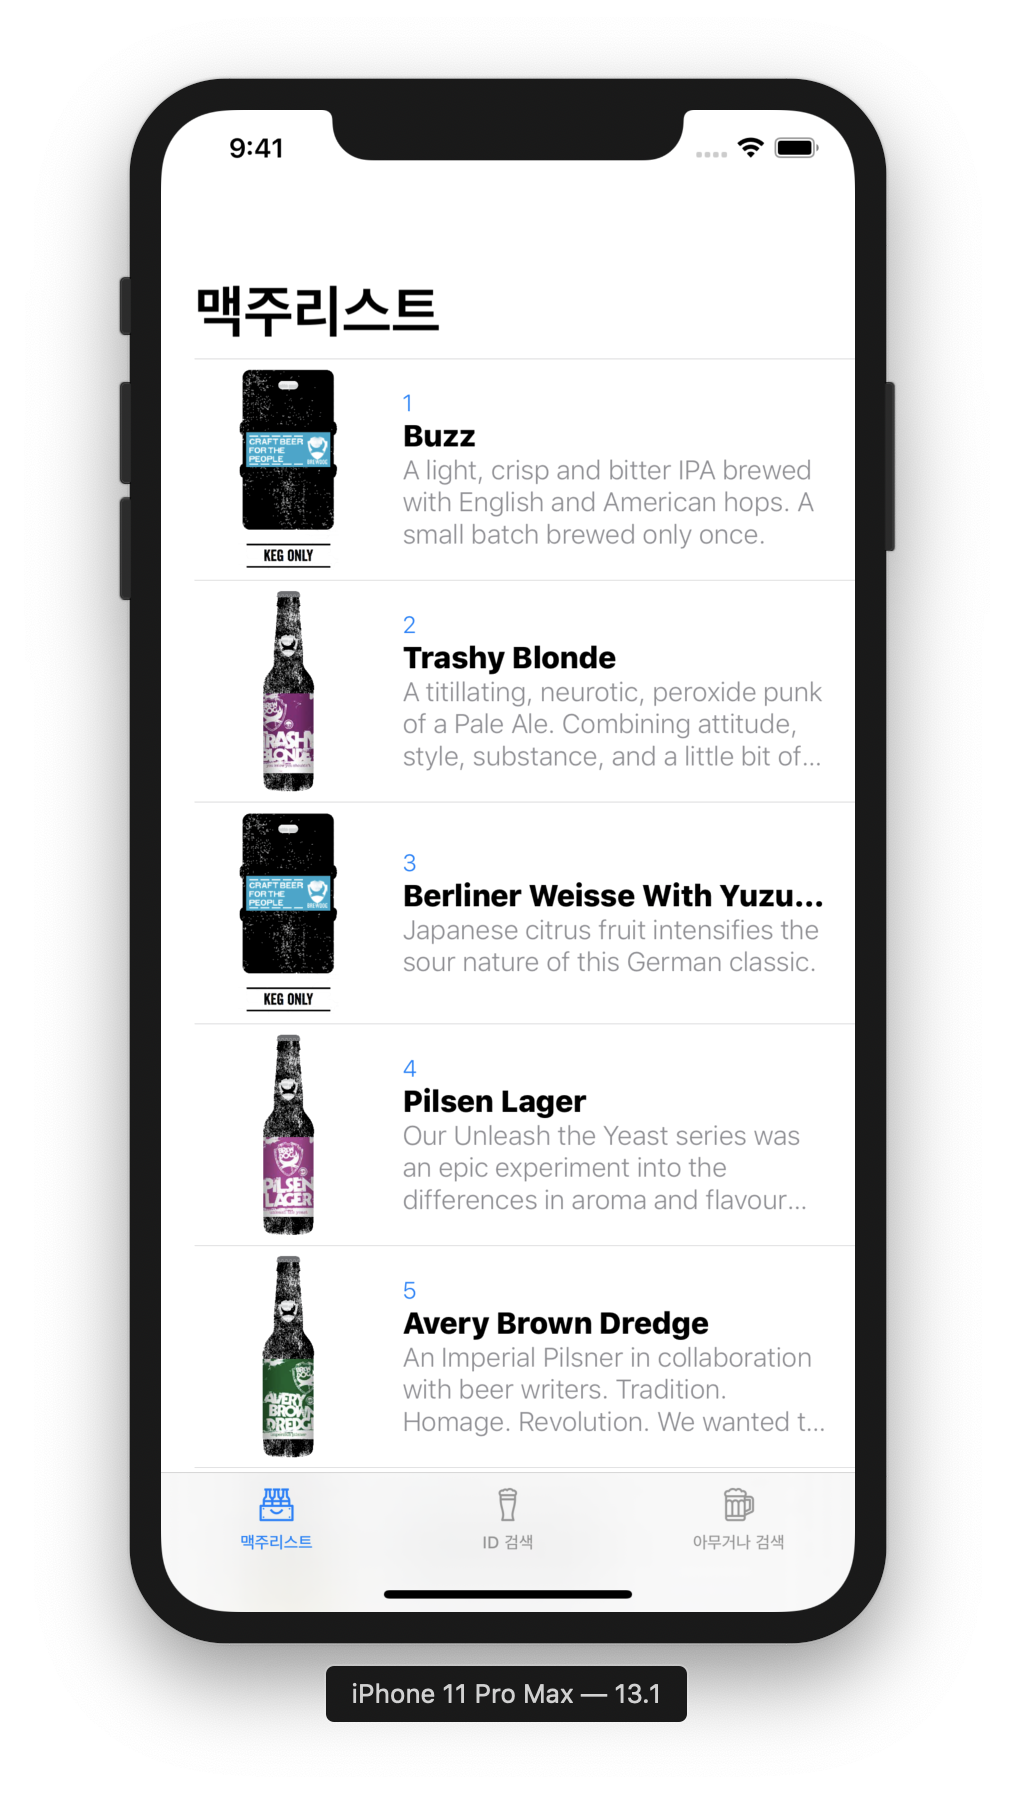 9:41
맥주리스트
CRAFT BEER
FOR THE
PEOPLE
BREWDOG
KEG ONLY
1
Buzz
A light, crisp and bitter IPA brewed
with English and American hops. A
small batch brewed only once.
TRASHY
BLONDE
2
Trashy Blonde
A titillating, neurotic, peroxide punk
of a Pale Ale. Combining attitude,
style, substance, and a little bit of...
CRAFT BEER
FOR THE
PEOPLE
BREWDOG
KEG ONLY
3
Berliner Weisse With Yuzu...
Japanese citrus fruit intensifies the
sour nature of this German classic.
BREW
DOG
PILSEN
LAGER
4
Pilsen Lager
Our Unleash the Yeast series was
an epic experiment into the
differences in aroma and flavour...
AVERY
BROWN
DREDGE
5
Avery Brown Dredge
An Imperial Pilsner in collaboration
with beer writers. Tradition.
Homage. Revolution. We wanted t...
맥주리스트
ID 검색
아무거나 검색
iPhone 11 Pro Max — 13.1